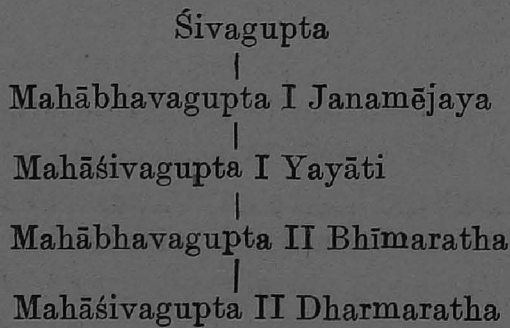 Śivagupta
Mahābhavagupta I Janamējaya
Mahāśivagupta I Yayāti
Mahābhavagupta II Bhīmaratha
Mahāśivagupta II Dharmaratha